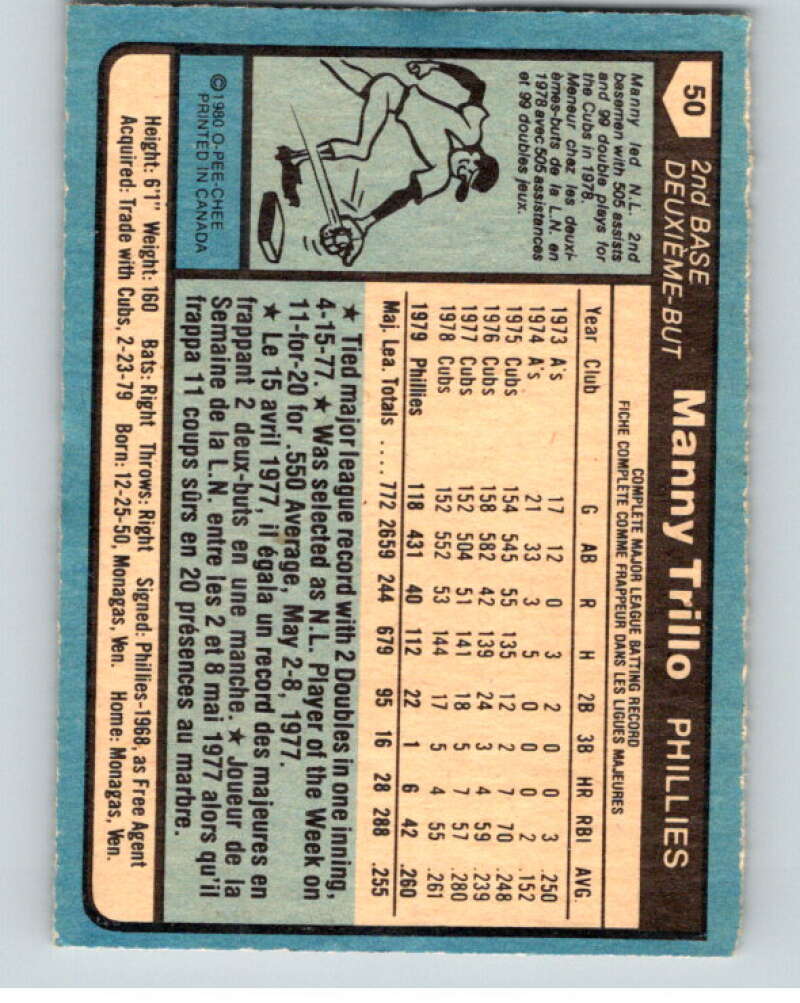 50
2nd BASE
DEUXIÈME-BUT
Manny Trillo PHILLIES
Manny led N.L. 2nd
basemen with 505 assists
and 99 double plays for
the Cubs in 1978.
Meneur chez les deuxi-
èmes-buts de la L.N. en
1978 avec 505 assistances
et 99 doubles jeux.
©1980 O-PEE-CHEE
PRINTED IN CANADA
COMPLETE MAJOR LEAGUE BATTING RECORD
FICHE COMPLÈTE COMME FRAPPEUR DANS LES LIGUES MAJEURES
Year Club G AB R H 2B 3B HR RBI AVG.
1973 A's 17 12 0 3 2 0 0 3 .250
1974 A's 21 33 3 5 0 0 0 2 .152
1975 Cubs 154 545 55 135 12 2 7 70 .248
1976 Cubs 158 582 42 139 24 3 4 59 .239
1977 Cubs 152 504 51 141 18 5 7 57 .280
1978 Cubs 152 552 53 144 17 5 4 55 .261
1979 Phillies 118 431 40 112 22 1 6 42 .260
Maj. Lea. Totals .... 772 2659 244 679 95 16 28 288 .255
★ Tied major league record with 2 Doubles in one inning,
4-15-77. ★ Was selected as N.L. Player of the Week on
11-for-20 for .550 Average, May 2-8, 1977.
★ Le 15 avril 1977, il égala un record des majeures en
frappant 2 deux-buts en une manche. ★ Joueur de la
Semaine de la L.N. entre les 2 et 8 mai 1977 alors qu'il
frappa 11 coups sûrs en 20 présences au marbre.
Height: 6'1" Weight: 160 Bats: Right Throws: Right Signed: Phillies-1968, as Free Agent
Acquired: Trade with Cubs, 2-23-79 Born: 12-25-50, Monagas, Ven. Home: Monagas, Ven.